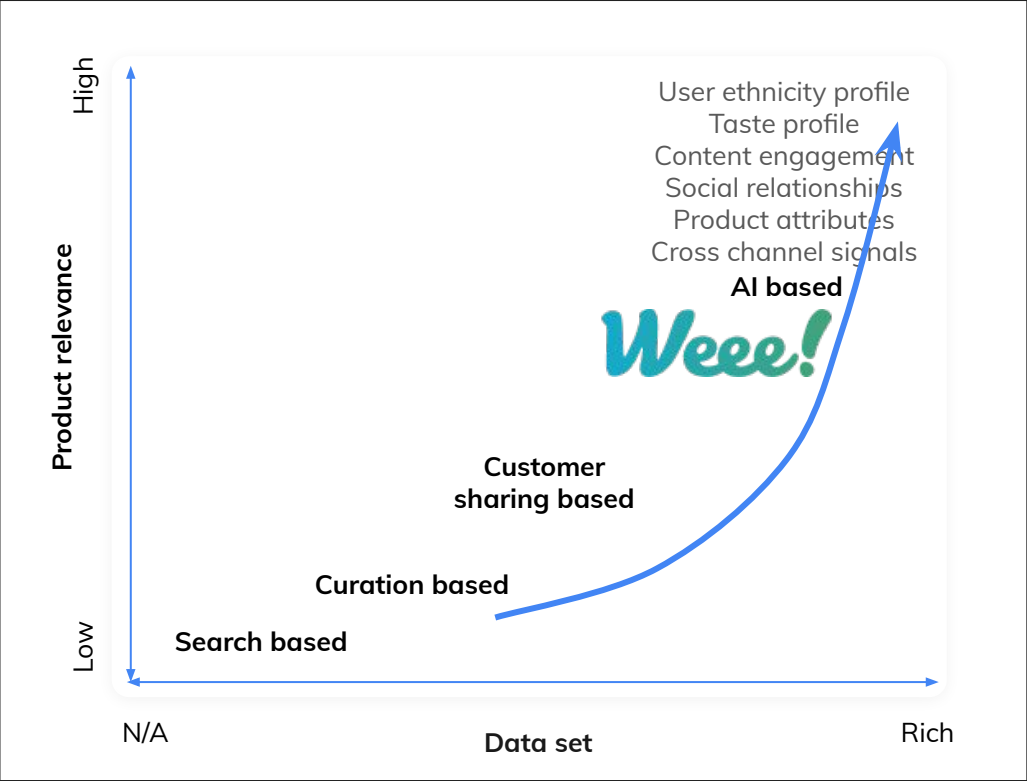 High
User ethnicity profile
Taste profile
Content engagement
Social relationships
Product attributes
Cross channel signals
AI based
Weee!
Product relevance
Customer
sharing based
Curation based
Search based
Low
N/A
Data set
Rich